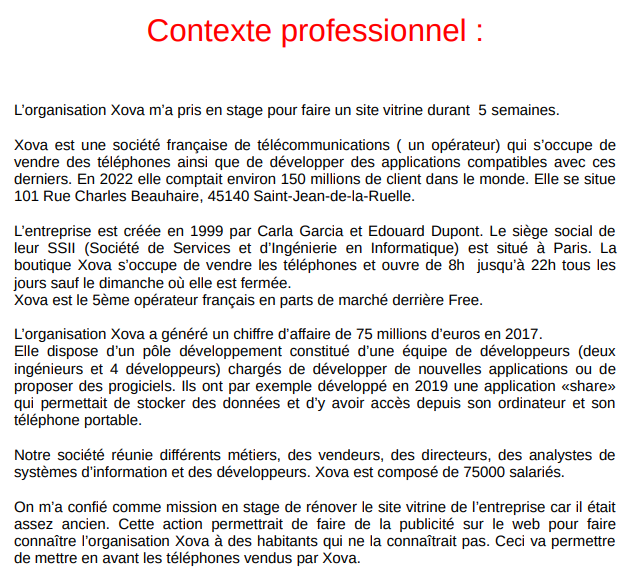 Contexte professionnel :
L’organisation Xova m’a pris en stage pour faire un site vitrine durant  5 semaines.
Xova est une société française de télécommunications ( un opérateur) qui s’occupe de
vendre des téléphones ainsi que de développer des applications compatibles avec ces
derniers. En 2022 elle comptait environ 150 millions de client dans le monde. Elle se situe
101 Rue Charles Beauhaire, 45140 Saint-Jean-de-la-Ruelle.
L’entreprise est créée en 1999 par Carla Garcia et Edouard Dupont. Le siège social de
leur SSII (Société de Services et d’Ingénierie en Informatique) est situé à Paris. La
boutique Xova s’occupe de vendre les téléphones et ouvre de 8h  jusqu’à 22h tous les
jours sauf le dimanche où elle est fermée.
Xova est le 5ème opérateur français en parts de marché derrière Free.
L’organisation Xova a généré un chiffre d’affaire de 75 millions d’euros en 2017.
Elle dispose d’un pôle développement constitué d’une équipe de développeurs (deux
ingénieurs et 4 développeurs) chargés de développer de nouvelles applications ou de
proposer des progiciels. Ils ont par exemple développé en 2019 une application «share»
qui permettait de stocker des données et d’y avoir accès depuis son ordinateur et son
téléphone portable.
Notre société réunie différents métiers, des vendeurs, des directeurs, des analystes de
systèmes d’information et des développeurs. Xova est composé de 75000 salariés.
On m’a confié comme mission en stage de rénover le site vitrine de l’entreprise car il était
assez ancien. Cette action permettrait de faire de la publicité sur le web pour faire
connaître l’organisation Xova à des habitants qui ne la connaîtrait pas. Ceci va permettre
de mettre en avant les téléphones vendus par Xova.